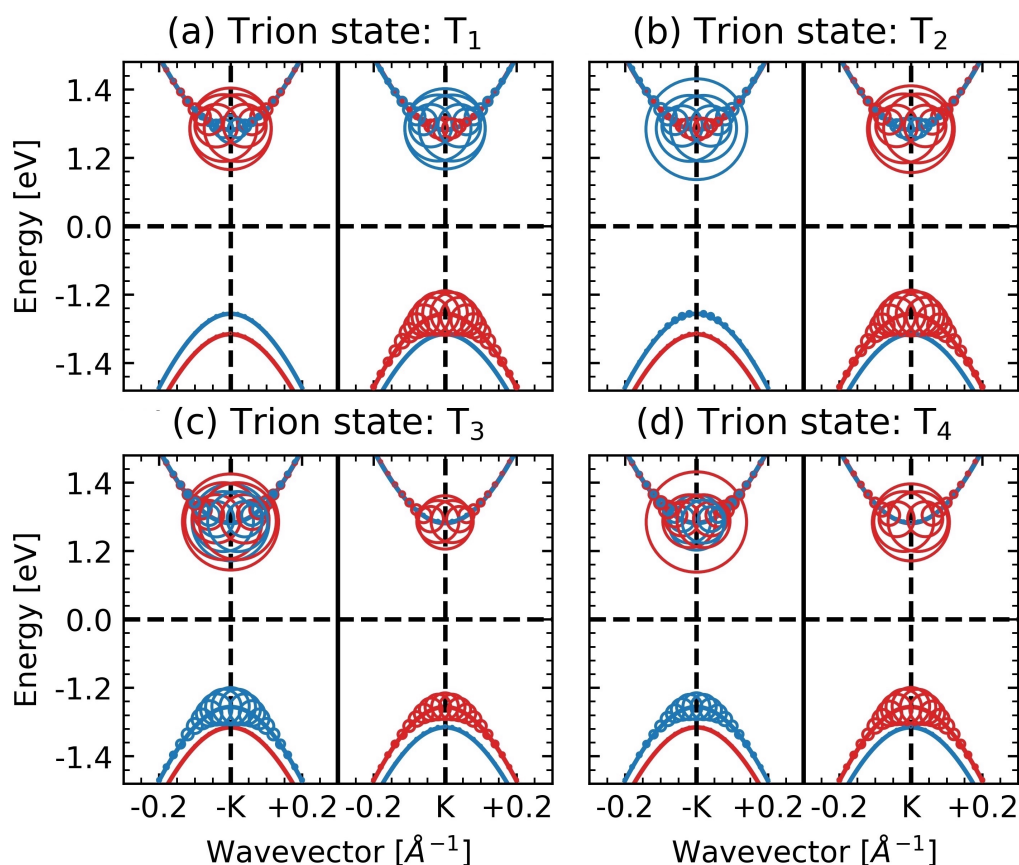 (a) Trion state: T₁
(b) Trion state: T₂
Energy [eV]
1.4
1.2
0.0
-1.2
-1.4
(c) Trion state: T₃
(d) Trion state: T₄
Energy [eV]
1.4
1.2
0.0
-1.2
-1.4
-0.2 -K +0.2 -0.2 K +0.2
-0.2 -K +0.2 -0.2 K +0.2
Wavevector [Å⁻¹]
Wavevector [Å⁻¹]